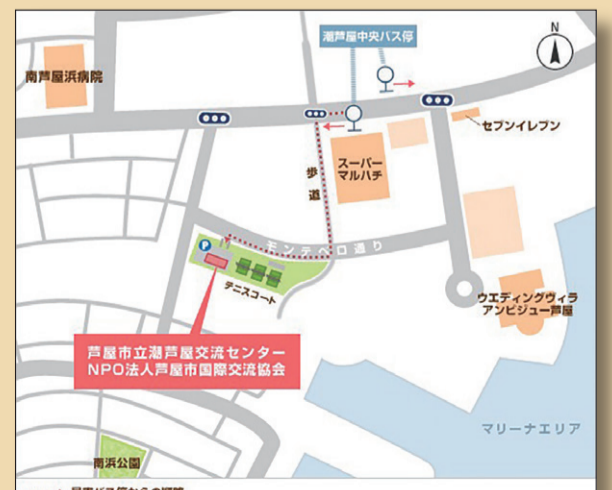 潮芦屋中央バス停
N
南芦屋浜病院
セブンイレブン
スーパー
マルハチ
歩道
モンテベロ通り
P
テニスコート
ウエディングヴィラ
アンビジュー芦屋
芦屋市立潮芦屋交流センター
NPO法人芦屋市国際交流協会
マリーナエリア
南浜公園